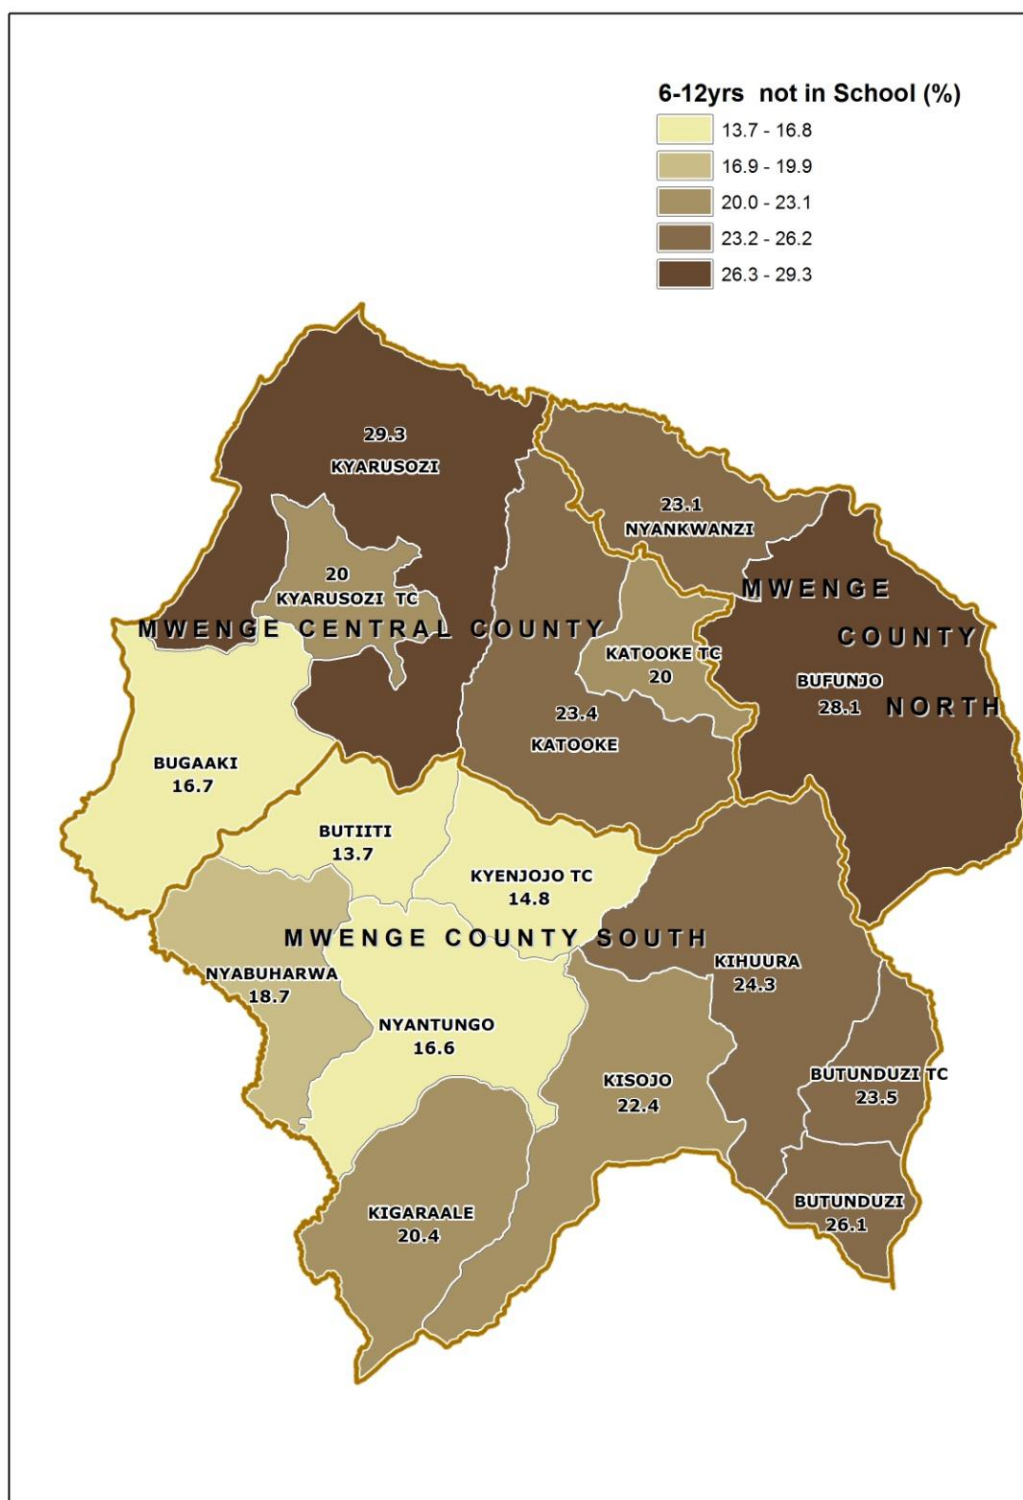 6-12yrs not in School (%)
13.7 - 16.8
16.9 - 19.9
20.0 - 23.1
23.2 - 26.2
26.3 - 29.3
29.3
KYARUSOZI
23.1
NYANKWANZI
20
KYARUSOZI TC
MWENGE CENTRAL COUNTY
MWENGE
COUNTY
NORTH
KATOOKE TC
20
BUFUNJO
28.1
23.4
KATOOKE
BUGAAKI
16.7
BUTIITI
13.7
KYENJOJO TC
14.8
MWENGE COUNTY SOUTH
NYABUHARWA
18.7
KIHUURA
24.3
NYANTUNGO
16.6
KISOJO
22.4
BUTUNDUZI TC
23.5
KIGARAALE
20.4
BUTUNDUZI
26.1